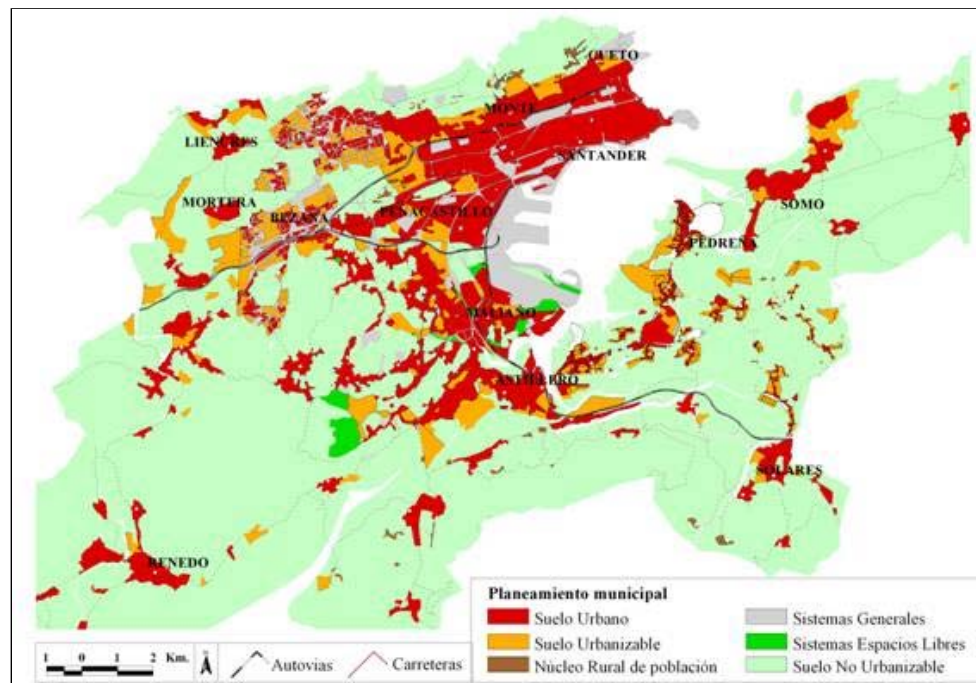 CUETO
MONTE
LIENCRES
SANTANDER
MORTERA
PEÑACASTILLO
BEZANA
SOMO
PEDREÑA
MALIAÑO
ASTILLERO
SOLARES
RENEDO
Planeamiento municipal
Suelo Urbano
Sistemas Generales
Suelo Urbanizable
Sistemas Espacios Libres
Núcleo Rural de población
Suelo No Urbanizable
1 0 1 2 Km.
Autovias
Carreteras